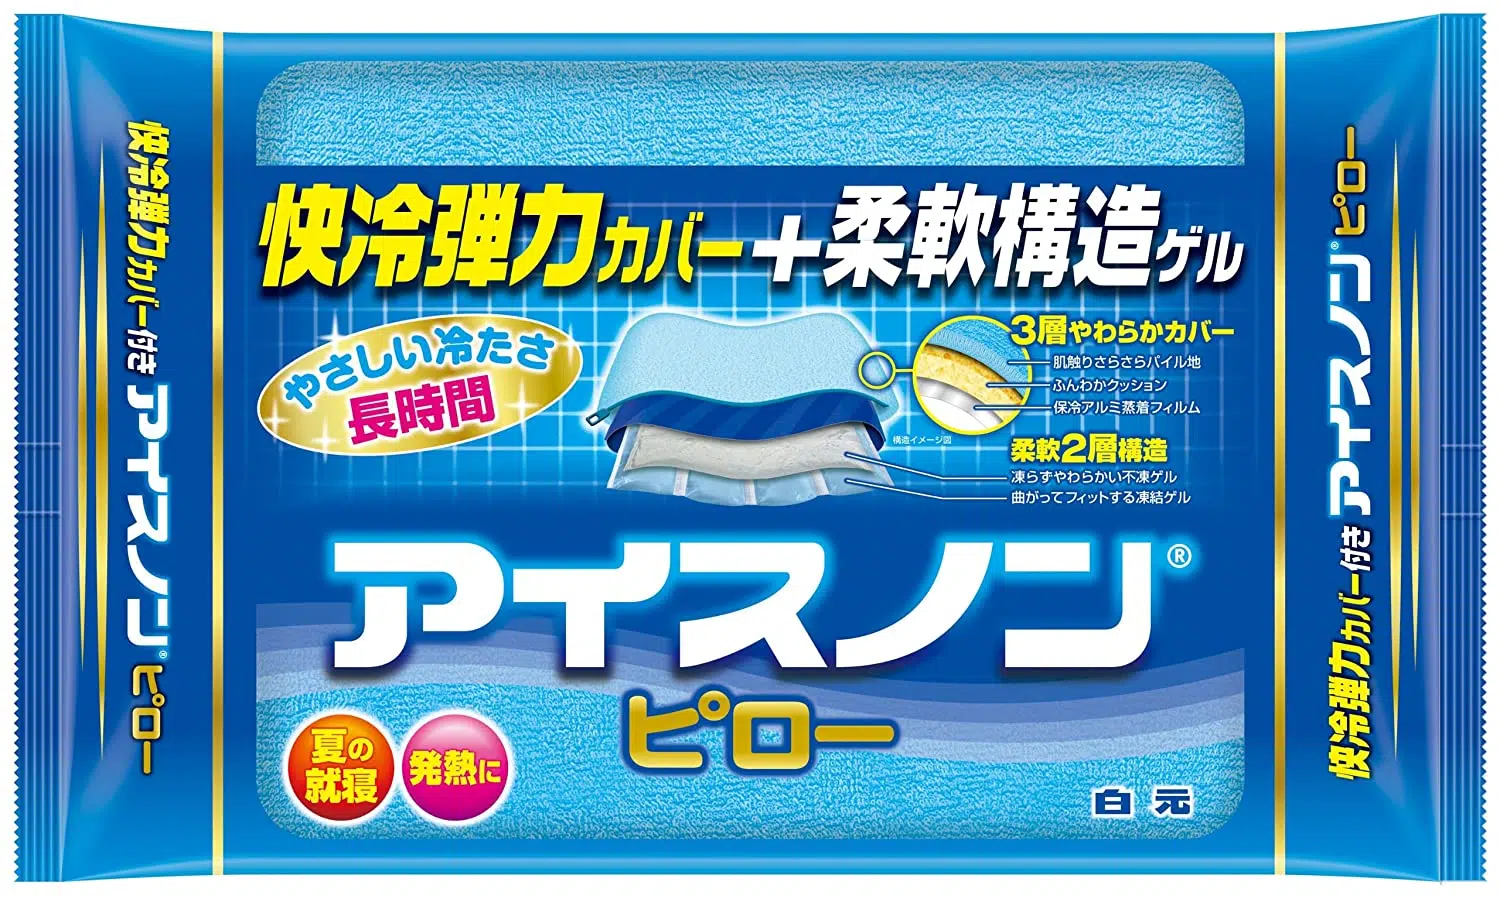 快冷弾力カバー+柔軟構造ゲル
やさしい冷たさ
長時間
3層やわらかカバー
肌触りさらさらパイル地
ふんわかクッション
保冷アルミ蒸着フィルム
構造イメージ図
柔軟2層構造
凍らずやわらかい不凍ゲル
曲がってフィットする凍結ゲル
アイスノン®
ピロー
夏の
就寝
発熱に
白元
快冷弾力カバー付き アイスノン®ピロー
快冷弾力カバー付き アイスノン®ピロー